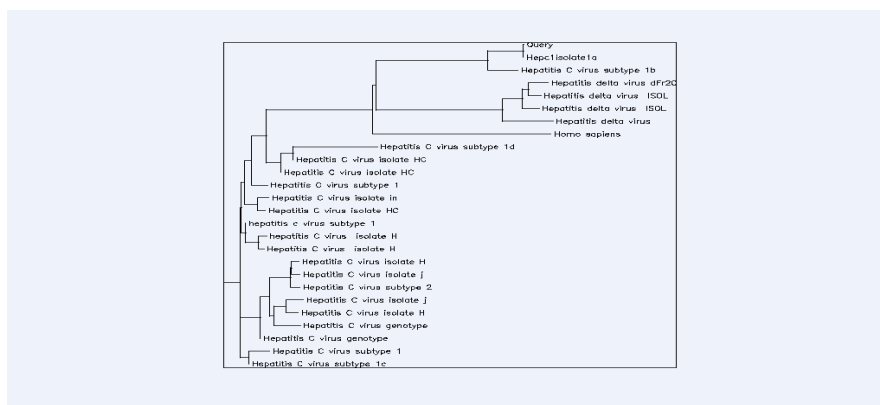 Query
Hepc1isolate1a
Hepatitis C virus subtype 1b
Hepatitis delta virus dFr2C
Hepatitis delta virus ISOL
Hepatitis delta virus ISOL
Hepatitis delta virus
Homo sapiens
Hepatitis C virus subtype 1d
Hepatitis C virus isolate HC
Hepatitis C virus isolate HC
Hepatitis C virus subtype 1
Hepatitis C virus isolate in
Hepatitis C virus isolate HC
hepatitis c virus subtype 1
hepatitis C virus isolate H
Hepatitis C virus isolate H
Hepatitis C virus isolate H
Hepatitis C virus isolate j
Hepatitis C virus subtype 2
Hepatitis C virus isolate j
Hepatitis C virus isolate H
Hepatitis C virus genotype
Hepatitis C virus genotype
Hepatitis C virus subtype 1
Hepatitis C virus subtype 1c